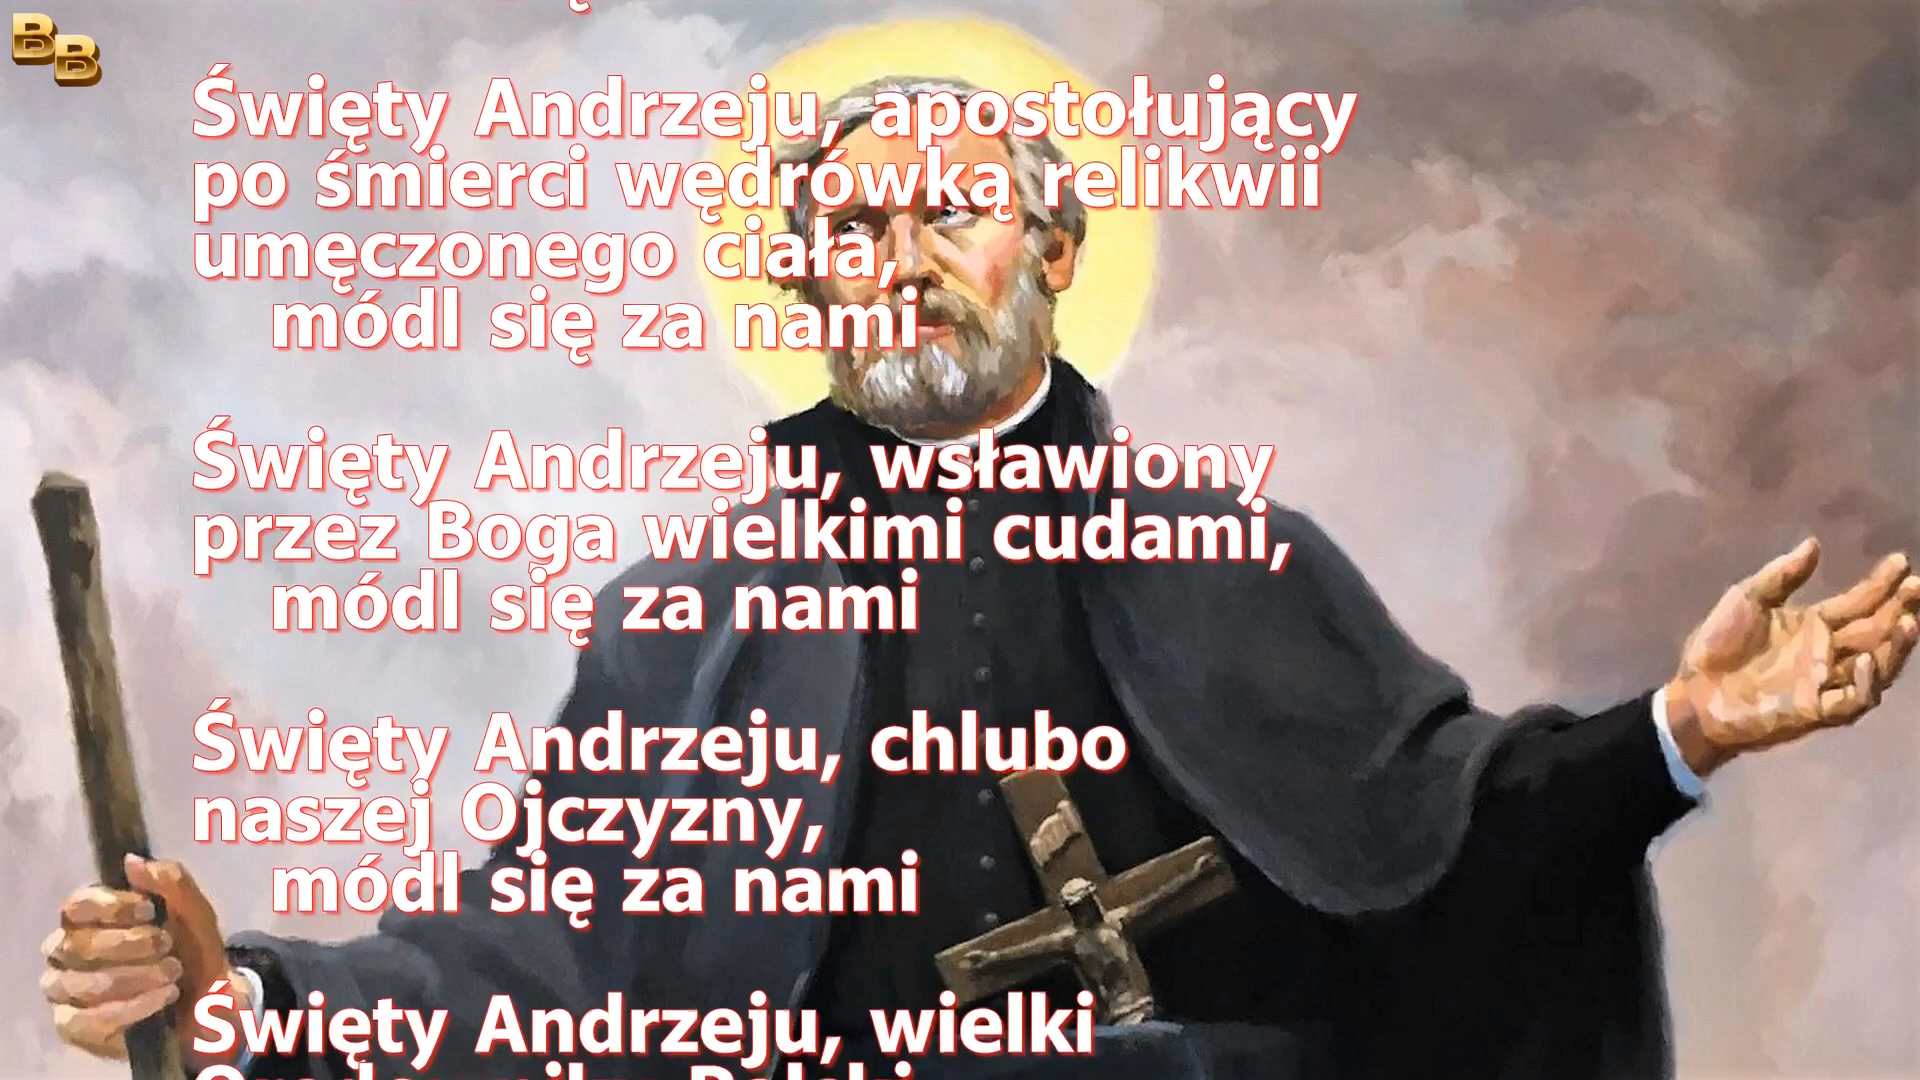 BB
Święty Andrzeju, apostołujący
po śmierci wędrówką relikwii
umęczonego ciała,
módl się za nami
Święty Andrzeju, wsławiony
przez Boga wielkimi cudami,
módl się za nami
Święty Andrzeju, chlubo
naszej Ojczyzny,
módl się za nami
Święty Andrzeju, wielki